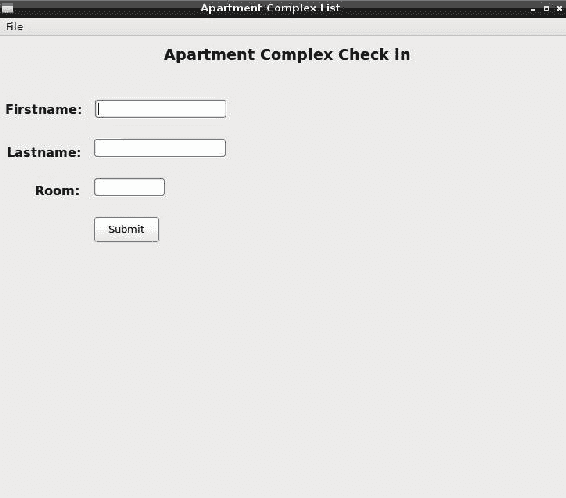 Apartment Complex List
File
Apartment Complex Check in
Firstname:
Lastname:
Room:
Submit